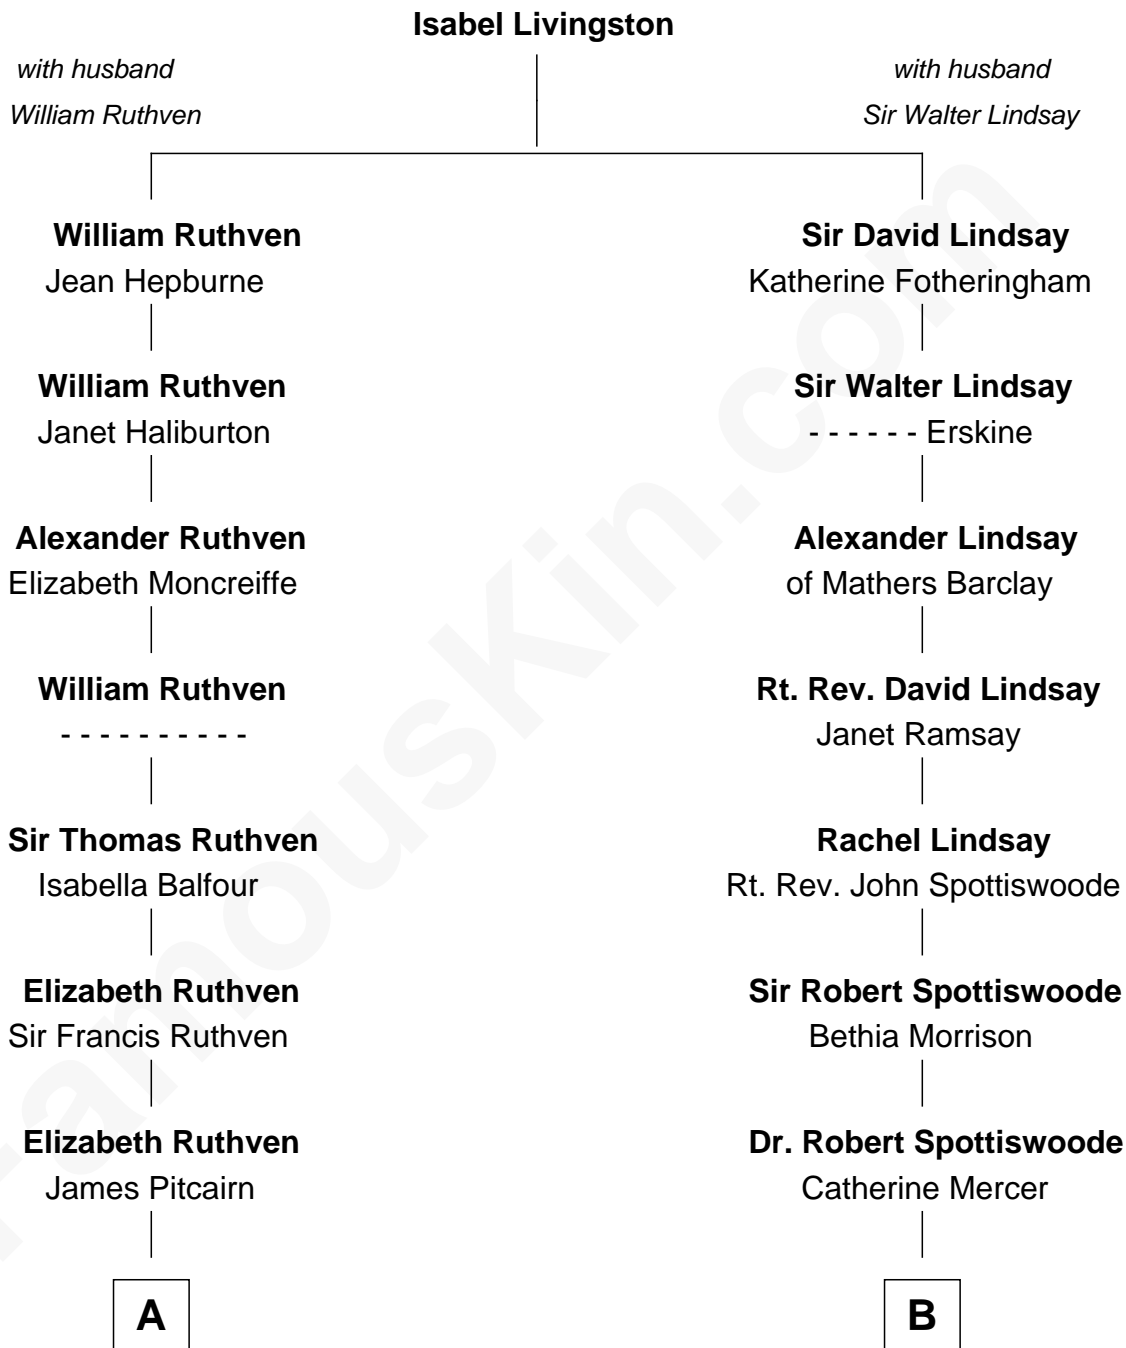 Isabel Livingston
with husband
William Ruthven
with husband
Sir Walter Lindsay
William Ruthven
Jean Hepburne
Sir David Lindsay
Katherine Fotheringham
William Ruthven
Janet Haliburton
Sir Walter Lindsay
- - - - - - Erskine
Alexander Ruthven
Elizabeth Moncreiffe
Alexander Lindsay
of Mathers Barclay
William Ruthven
- - - - - - - - - -
Rt. Rev. David Lindsay
Janet Ramsay
Sir Thomas Ruthven
Isabella Balfour
Rachel Lindsay
Rt. Rev. John Spottiswoode
Elizabeth Ruthven
Sir Francis Ruthven
Sir Robert Spottiswoode
Bethia Morrison
Elizabeth Ruthven
James Pitcairn
Dr. Robert Spottiswoode
Catherine Mercer
A
B
FamousKin.com